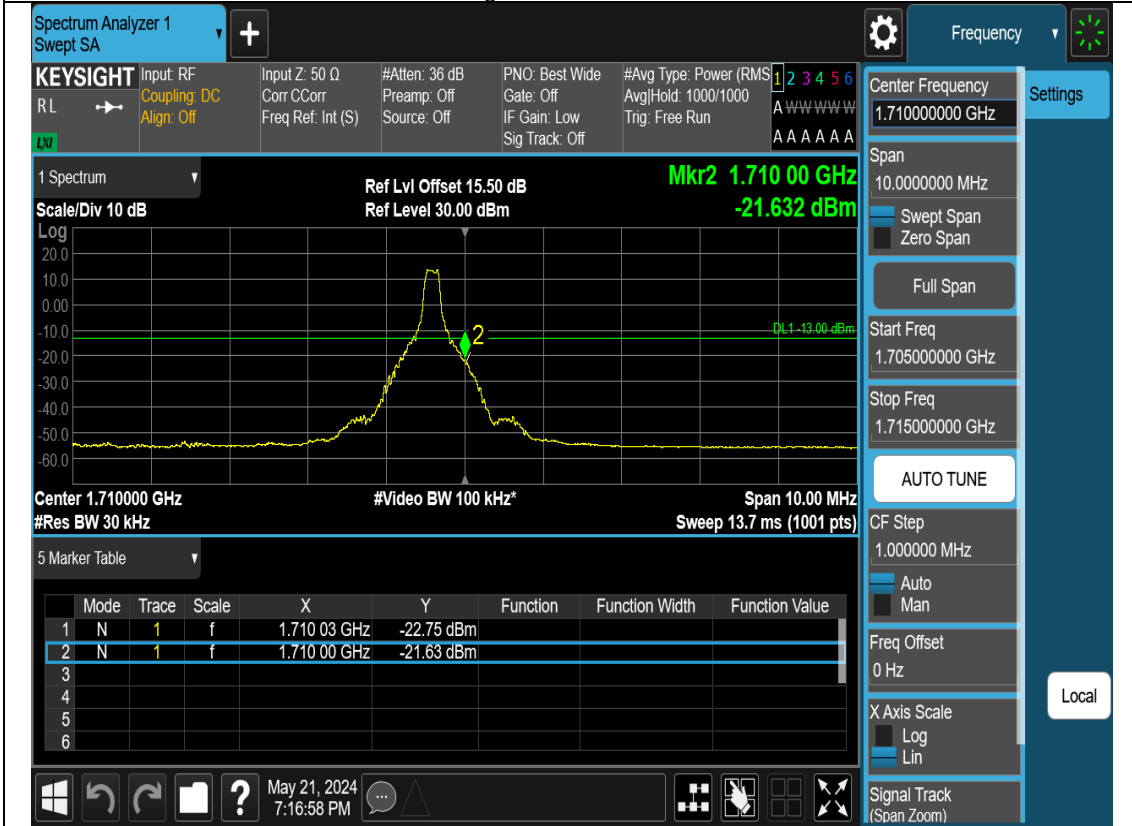 Spectrum Analyzer 1
Swept SA
+
Frequency
KEYSIGHT
R L
LXI
Input: RF
Coupling: DC
Align: Off
Input Z: 50 Ω
Corr CCorr
Freq Ref: Int (S)
#Atten: 36 dB
Preamp: Off
Source: Off
PNO: Best Wide
Gate: Off
IF Gain: Low
Sig Track: Off
#Avg Type: Power (RMS
Avg|Hold: 1000/1000
Trig: Free Run
1 2 3 4 5 6
A W W W W W
A A A A A A
1 Spectrum
Scale/Div 10 dB
Ref Lvl Offset 15.50 dB
Ref Level 30.00 dBm
Mkr2 1.710 00 GHz
-21.632 dBm
Log
20.0
10.0
0.00
-10.0
-20.0
-30.0
-40.0
-50.0
-60.0
2
DL1 -13.00 dBm
Center 1.710000 GHz
#Video BW 100 kHz*
Span 10.00 MHz
#Res BW 30 kHz
Sweep 13.7 ms (1001 pts)
5 Marker Table
Mode Trace Scale X Y Function Function Width Function Value
1 N 1 f 1.710 03 GHz -22.75 dBm
2 N 1 f 1.710 00 GHz -21.63 dBm
3
4
5
6
?
May 21, 2024
7:16:58 PM
Center Frequency
1.710000000 GHz
Settings
Span
10.0000000 MHz
Swept Span
Zero Span
Full Span
Start Freq
1.705000000 GHz
Stop Freq
1.715000000 GHz
AUTO TUNE
CF Step
1.000000 MHz
Auto
Man
Freq Offset
0 Hz
Local
X Axis Scale
Log
Lin
Signal Track
(Span Zoom)